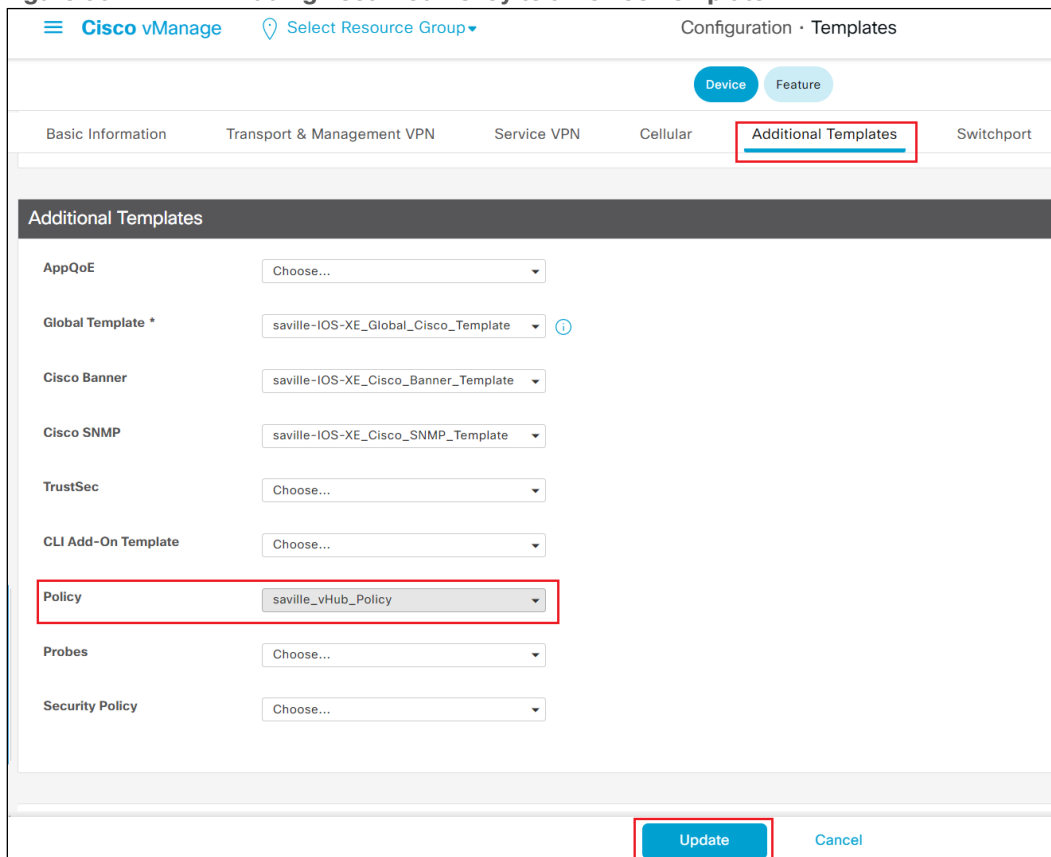 Cisco vManage Select Resource Group Configuration · Templates
Device Feature
Basic Information Transport & Management VPN Service VPN Cellular Additional Templates Switchport
Additional Templates
AppQoE Choose...
Global Template * saville-IOS-XE_Global_Cisco_Template
Cisco Banner saville-IOS-XE_Cisco_Banner_Template
Cisco SNMP saville-IOS-XE_Cisco_SNMP_Template
TrustSec Choose...
CLI Add-On Template Choose...
Policy saville_vHub_Policy
Probes Choose...
Security Policy Choose...
Update Cancel